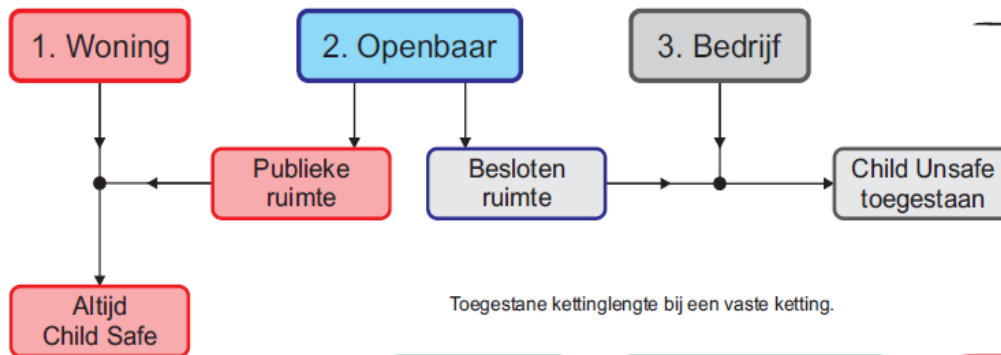 1. Woning
2. Openbaar
3. Bedrijf
Publieke
ruimte
Besloten
ruimte
Child Unsafe
toegestaan
Altijd
Child Safe
Toegestane kettinglengte bij een vaste ketting.